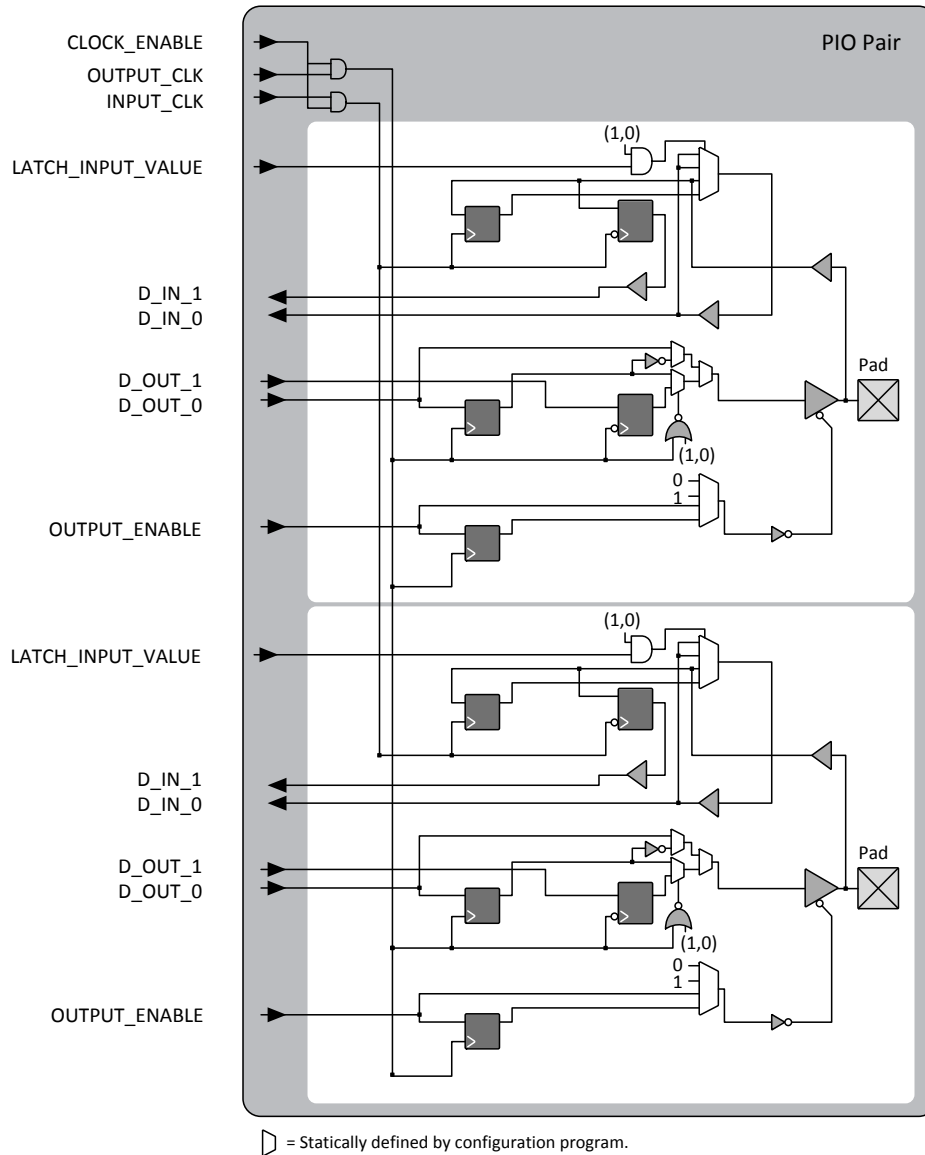 CLOCK_ENABLE
PIO Pair
OUTPUT_CLK
INPUT_CLK
(1,0)
LATCH_INPUT_VALUE
D_IN_1
D_IN_0
Pad
D_OUT_1
D_OUT_0
(1,0)
0
1
OUTPUT_ENABLE
(1,0)
LATCH_INPUT_VALUE
D_IN_1
D_IN_0
Pad
D_OUT_1
D_OUT_0
(1,0)
0
1
OUTPUT_ENABLE
= Statically defined by configuration program.